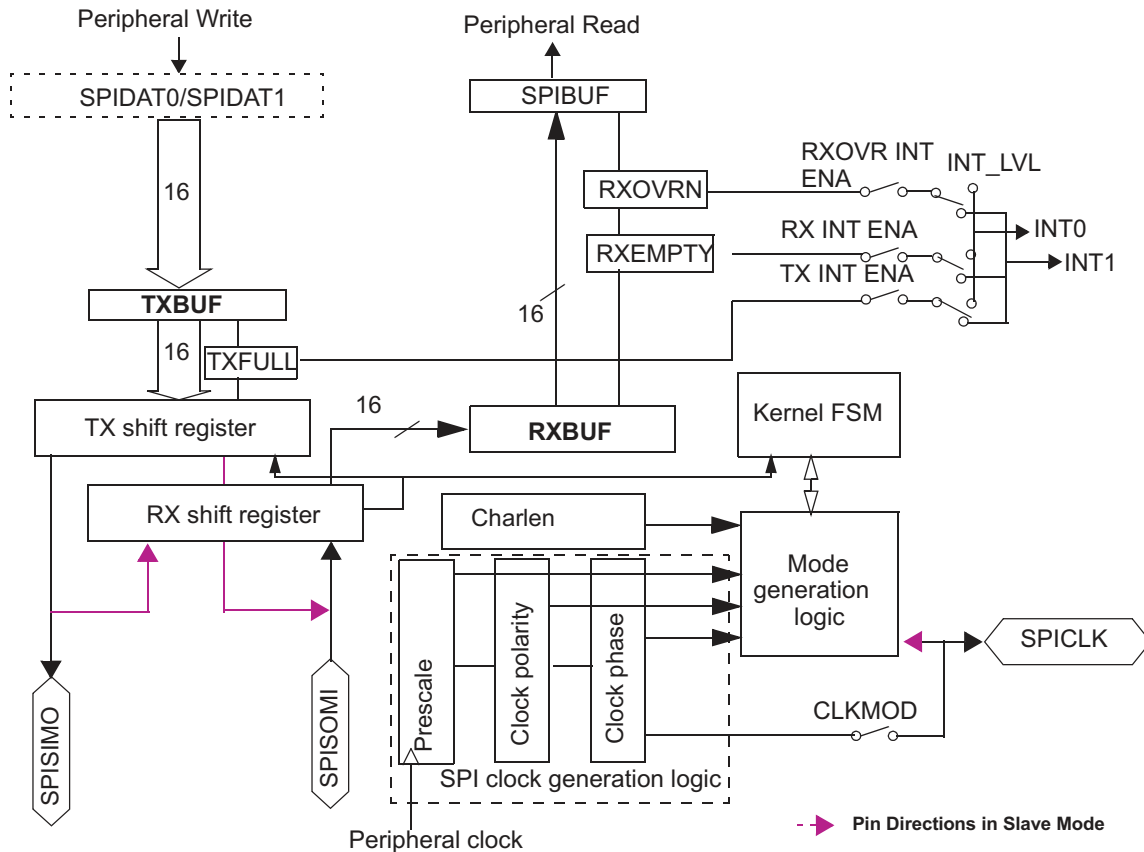 Peripheral Write
Peripheral Read
SPIDAT0/SPIDAT1
SPIBUF
16
RXOVR INT
ENA
INT_LVL
RXOVRN
RX INT ENA
INT0
RXEMPTY
INT1
TX INT ENA
TXBUF
16
16
TXFULL
TX shift register
16
RXBUF
Kernel FSM
RX shift register
Charlen
Mode
generation
logic
Prescale
Clock polarity
Clock phase
SPICLK
CLKMOD
SPISIMO
SPISOMI
SPI clock generation logic
Peripheral clock
Pin Directions in Slave Mode